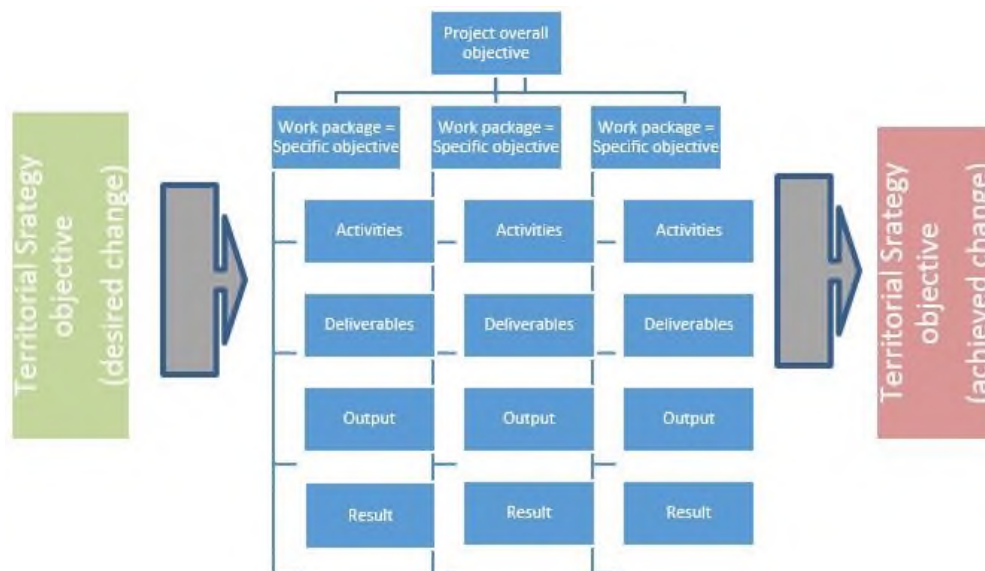 Project overall
objective
Territorial Srategy
objective
(desired change)
Work package =
Specific objective
Work package =
Specific objective
Work package =
Specific objective
Activities
Activities
Activities
Deliverables
Deliverables
Deliverables
Output
Output
Output
Result
Result
Result
Territorial Srategy
objective
(achieved change)